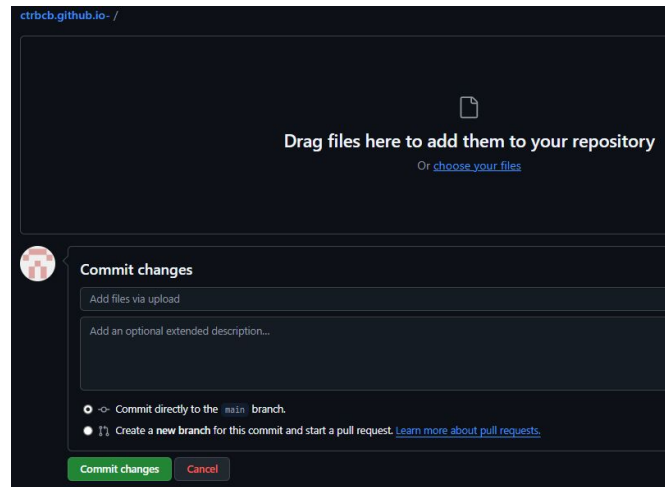 ctrbcb.github.io- /
Drag files here to add them to your repository
Or choose your files
Commit changes
Add files via upload
Add an optional extended description...
Commit directly to the main branch.
Create a new branch for this commit and start a pull request. Learn more about pull requests.
Commit changes Cancel